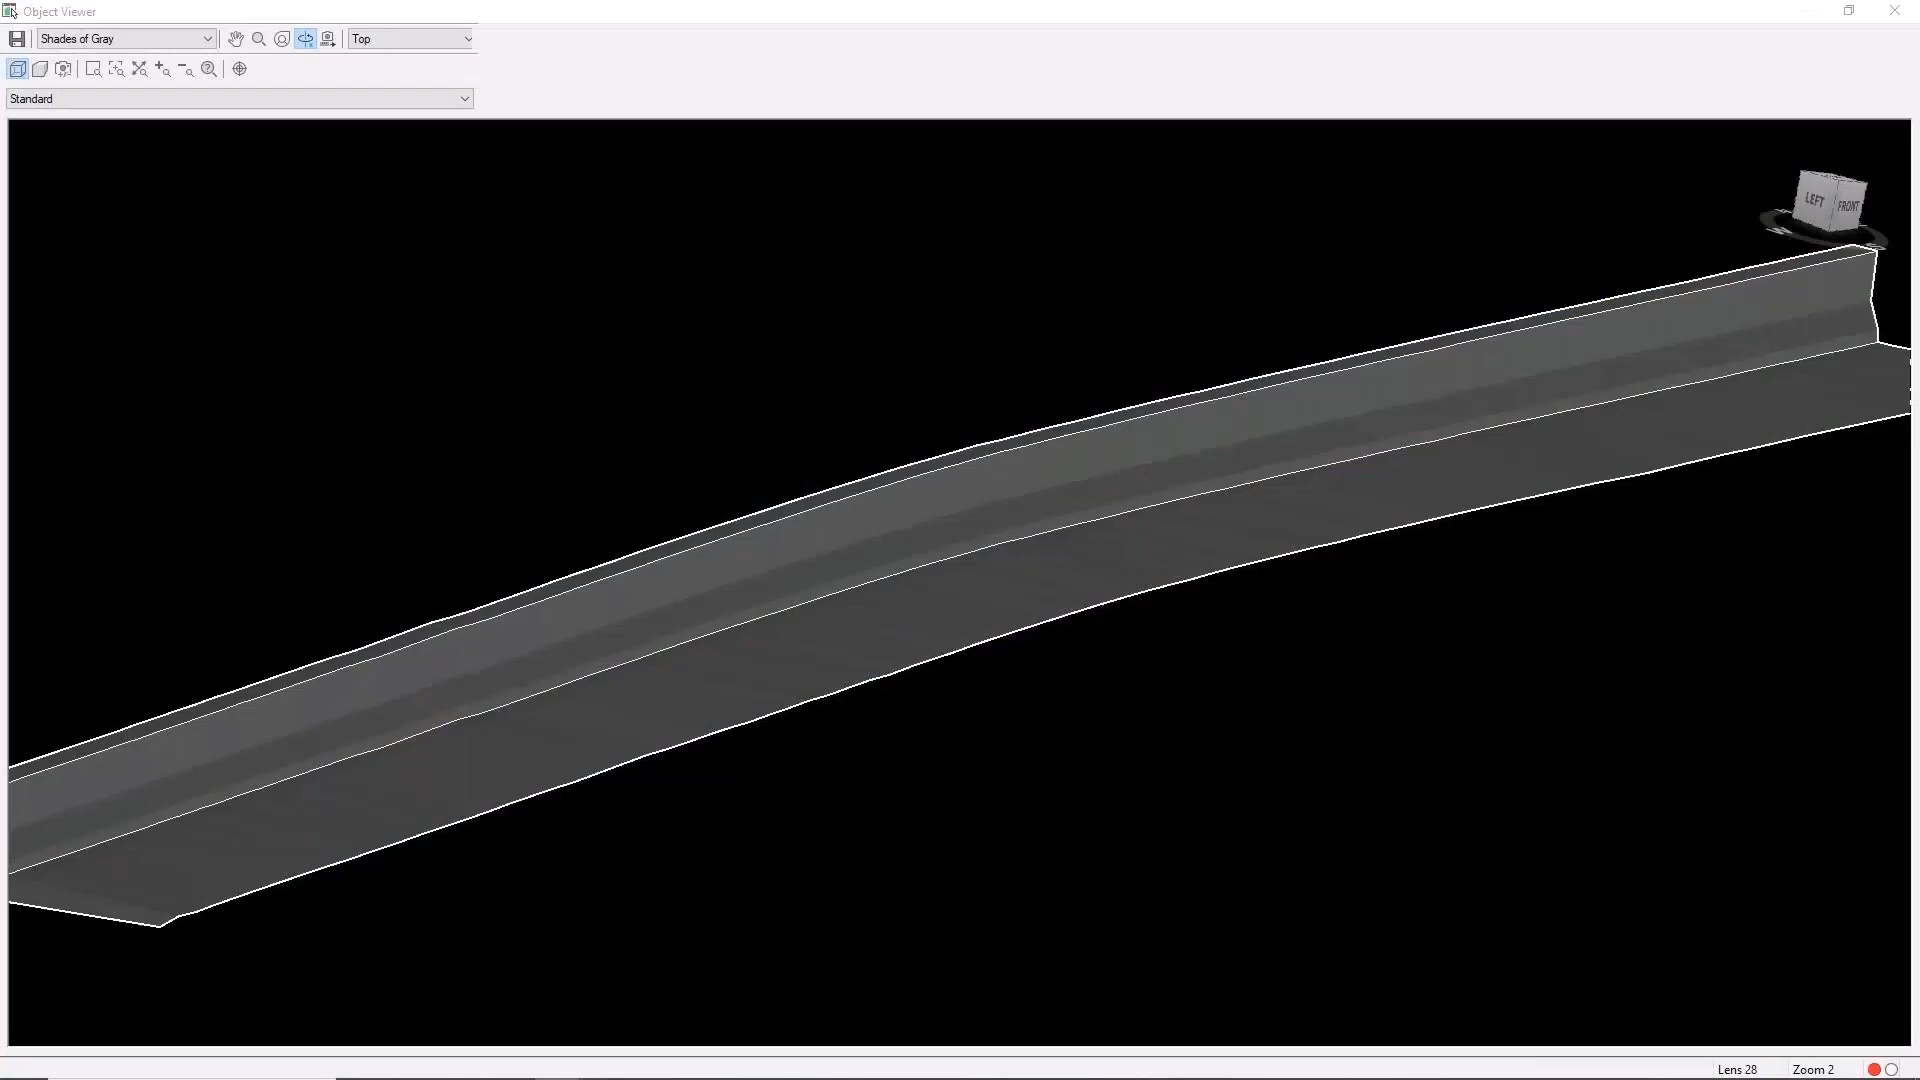 Object Viewer
Shades of Gray
Top
Standard
LEFT
FRONT
Lens 28
Zoom 2